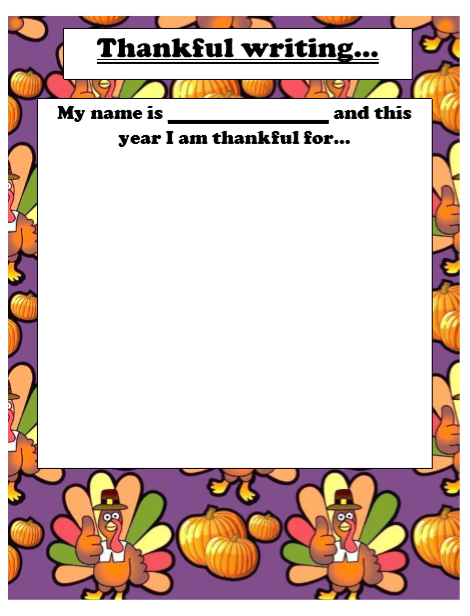 Thankful writing...
My name is ________________ and this
year I am thankful for...